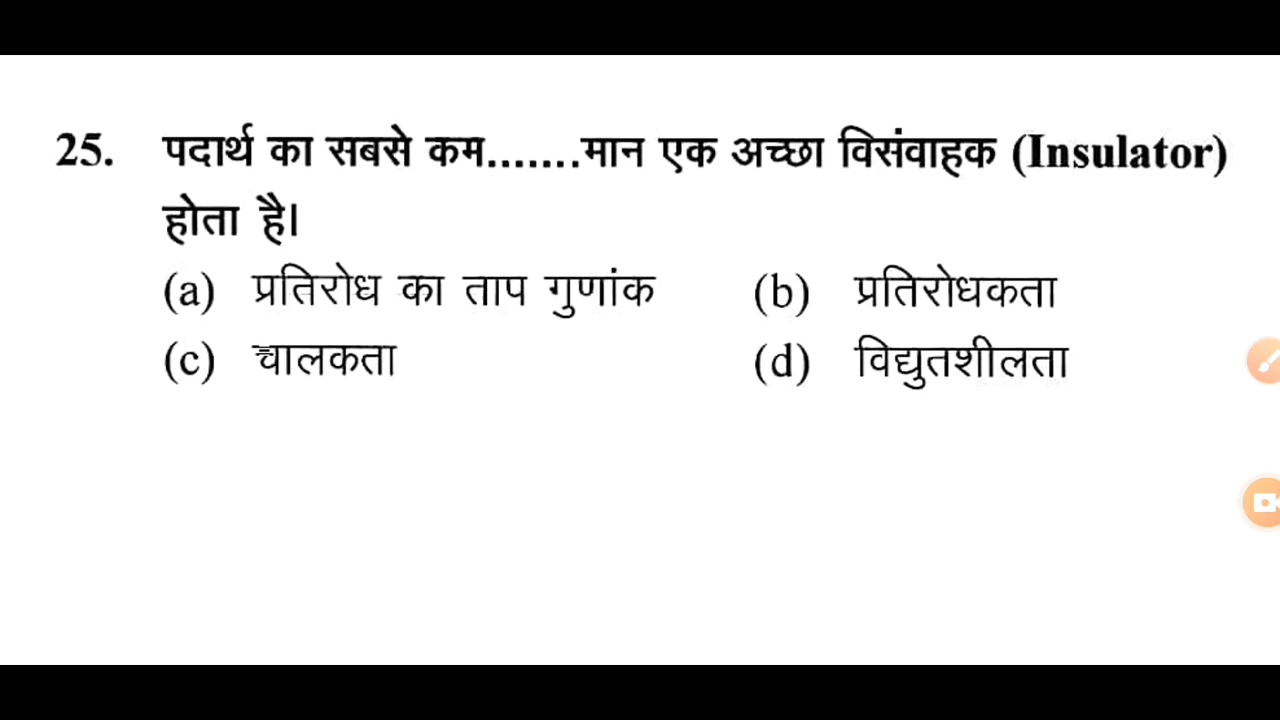 25. पदार्थ का सबसे कम.......मान एक अच्छा विसंवाहक (Insulator)
होता है।
(a) प्रतिरोध का ताप गुणांक (b) प्रतिरोधकता
(c) चालकता (d) विद्युतशीलता